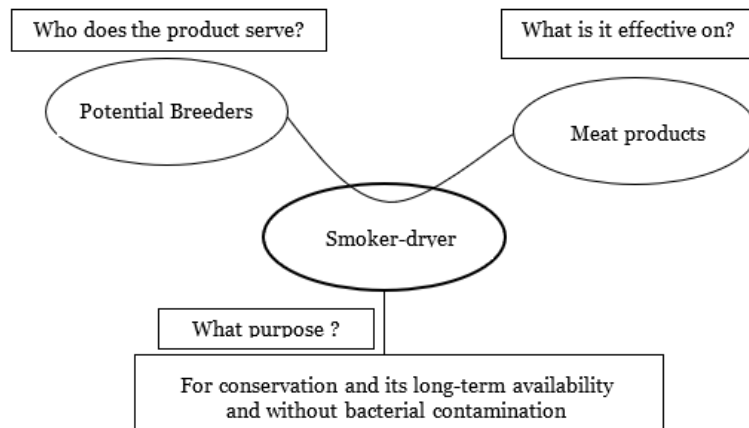 Who does the product serve?
What is it effective on?
Potential Breeders
Meat products
Smoker-dryer
What purpose ?
For conservation and its long-term availability
and without bacterial contamination